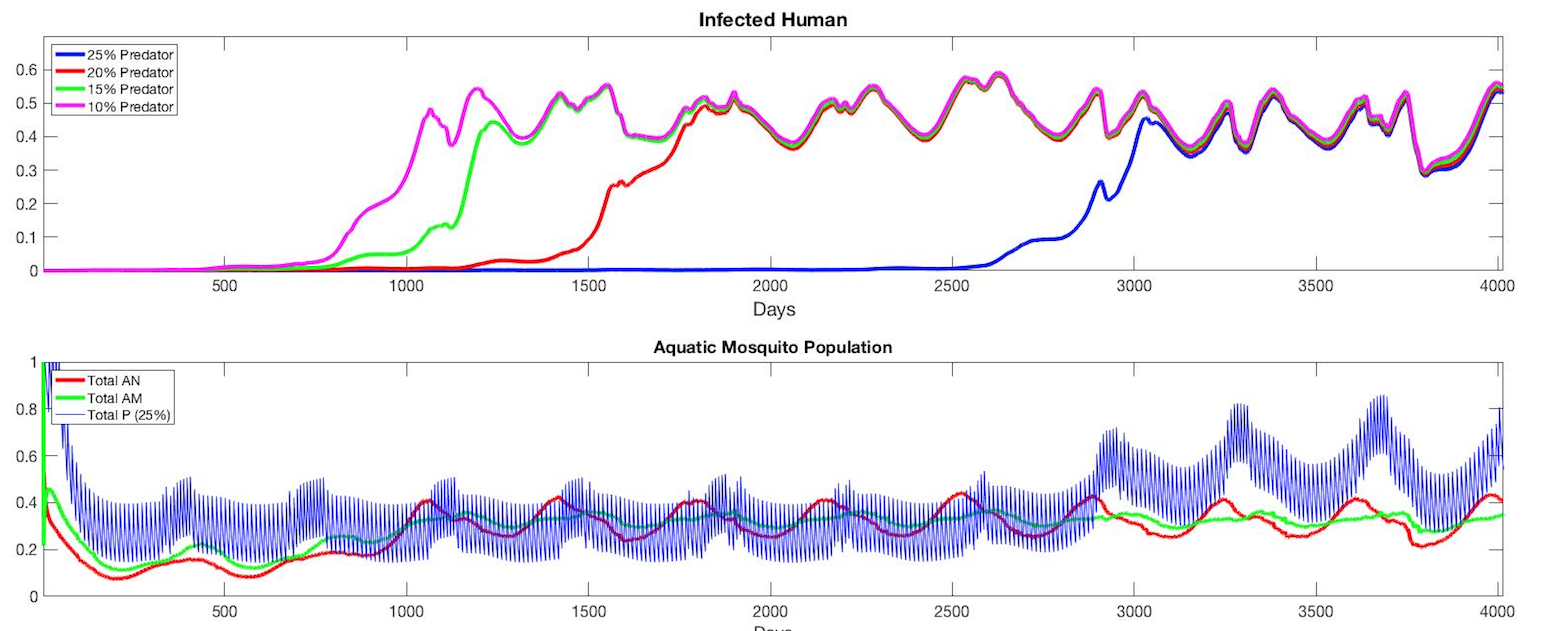 Infected Human
25% Predator
20% Predator
15% Predator
10% Predator
0.6
0.5
0.4
0.3
0.2
0.1
0
500 1000 1500 2000 2500 3000 3500 4000
Days
Aquatic Mosquito Population
1
Total AN
Total AM
Total P (25%)
0.8
0.6
0.4
0.2
0
500 1000 1500 2000 2500 3000 3500 4000
Days